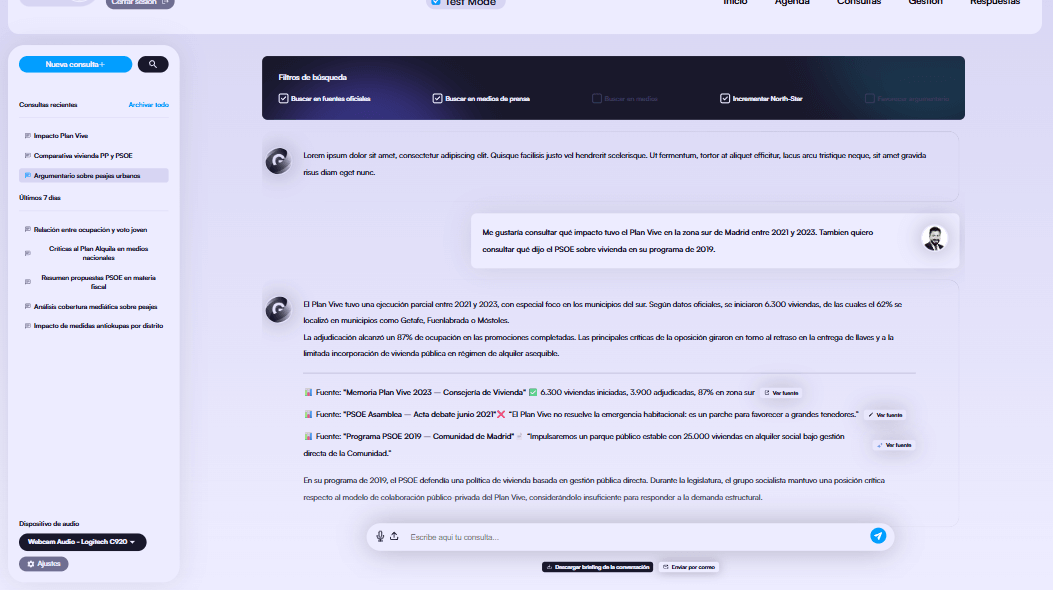 Cerrar sesión
Test Mode
Inicio
Agenda
Consultas
Gestión
Respuestas
Nueva consulta+
Consultas recientes
Archivar todo
Impacto Plan Vive
Comparativa vivienda PP y PSOE
Argumentario sobre peajes urbanos
Últimos 7 días
Relación entre ocupación y voto joven
Críticas al Plan Alquila en medios
nacionales
Resumen propuestas PSOE en materia
fiscal
Análisis cobertura mediática sobre peajes
Impacto de medidas antiokupas por distrito
Dispositivo de audio
Webcam Audio - Logitech C920
Ajustes
Filtros de búsqueda
Buscar en fuentes oficiales
Buscar en medios de prensa
Buscar en medias
Incrementar North-Star
Lorem ipsum dolor sit amet, consectetur adipiscing elit. Quisque facilisis justo vel hendrerit scelerisque. Ut fermentum, tortor at aliquet efficitur, lacus arcu tristique neque, sit amet gravida
risus diam eget nunc.
Me gustaría consultar qué impacto tuvo el Plan Vive en la zona sur de Madrid entre 2021 y 2023. Tambien quiero
consultar qué dijo el PSOE sobre vivienda en su programa de 2019.
El Plan Vive tuvo una ejecución parcial entre 2021 y 2023, con especial foco en los municipios del sur. Según datos oficiales, se iniciaron 6.300 viviendas, de las cuales el 62% se
localizó en municipios como Getafe, Fuenlabrada o Móstoles.
La adjudicación alcanzó un 87% de ocupación en las promociones completadas. Las principales críticas de la oposición giraron en torno al retraso en la entrega de llaves y a la
limitada incorporación de vivienda pública en régimen de alquiler asequible.
Fuente: "Memoria Plan Vive 2023 — Consejería de Vivienda" ✅ 6.300 viviendas iniciadas, 3.900 adjudicadas, 87% en zona sur Ver fuente
Fuente: "PSOE Asamblea — Acta debate junio 2021"❌ "El Plan Vive no resuelve la emergencia habitacional: es un parche para favorecer a grandes tenedores." Ver fuente
Fuente: "Programa PSOE 2019 — Comunidad de Madrid" "Impulsaremos un parque público estable con 25.000 viviendas en alquiler social bajo gestión
directa de la Comunidad." Ver fuente
En su programa de 2019, el PSOE defendía una política de vivienda basada en gestión pública directa. Durante la legislatura, el grupo socialista mantuvo una posición crítica
respecto al modelo de colaboración público-privada del Plan Vive, considerándolo insuficiente para responder a la demanda estructural.
Escribe aquí tu consulta...
Descargar briefing de la conversación
Enviar por correo